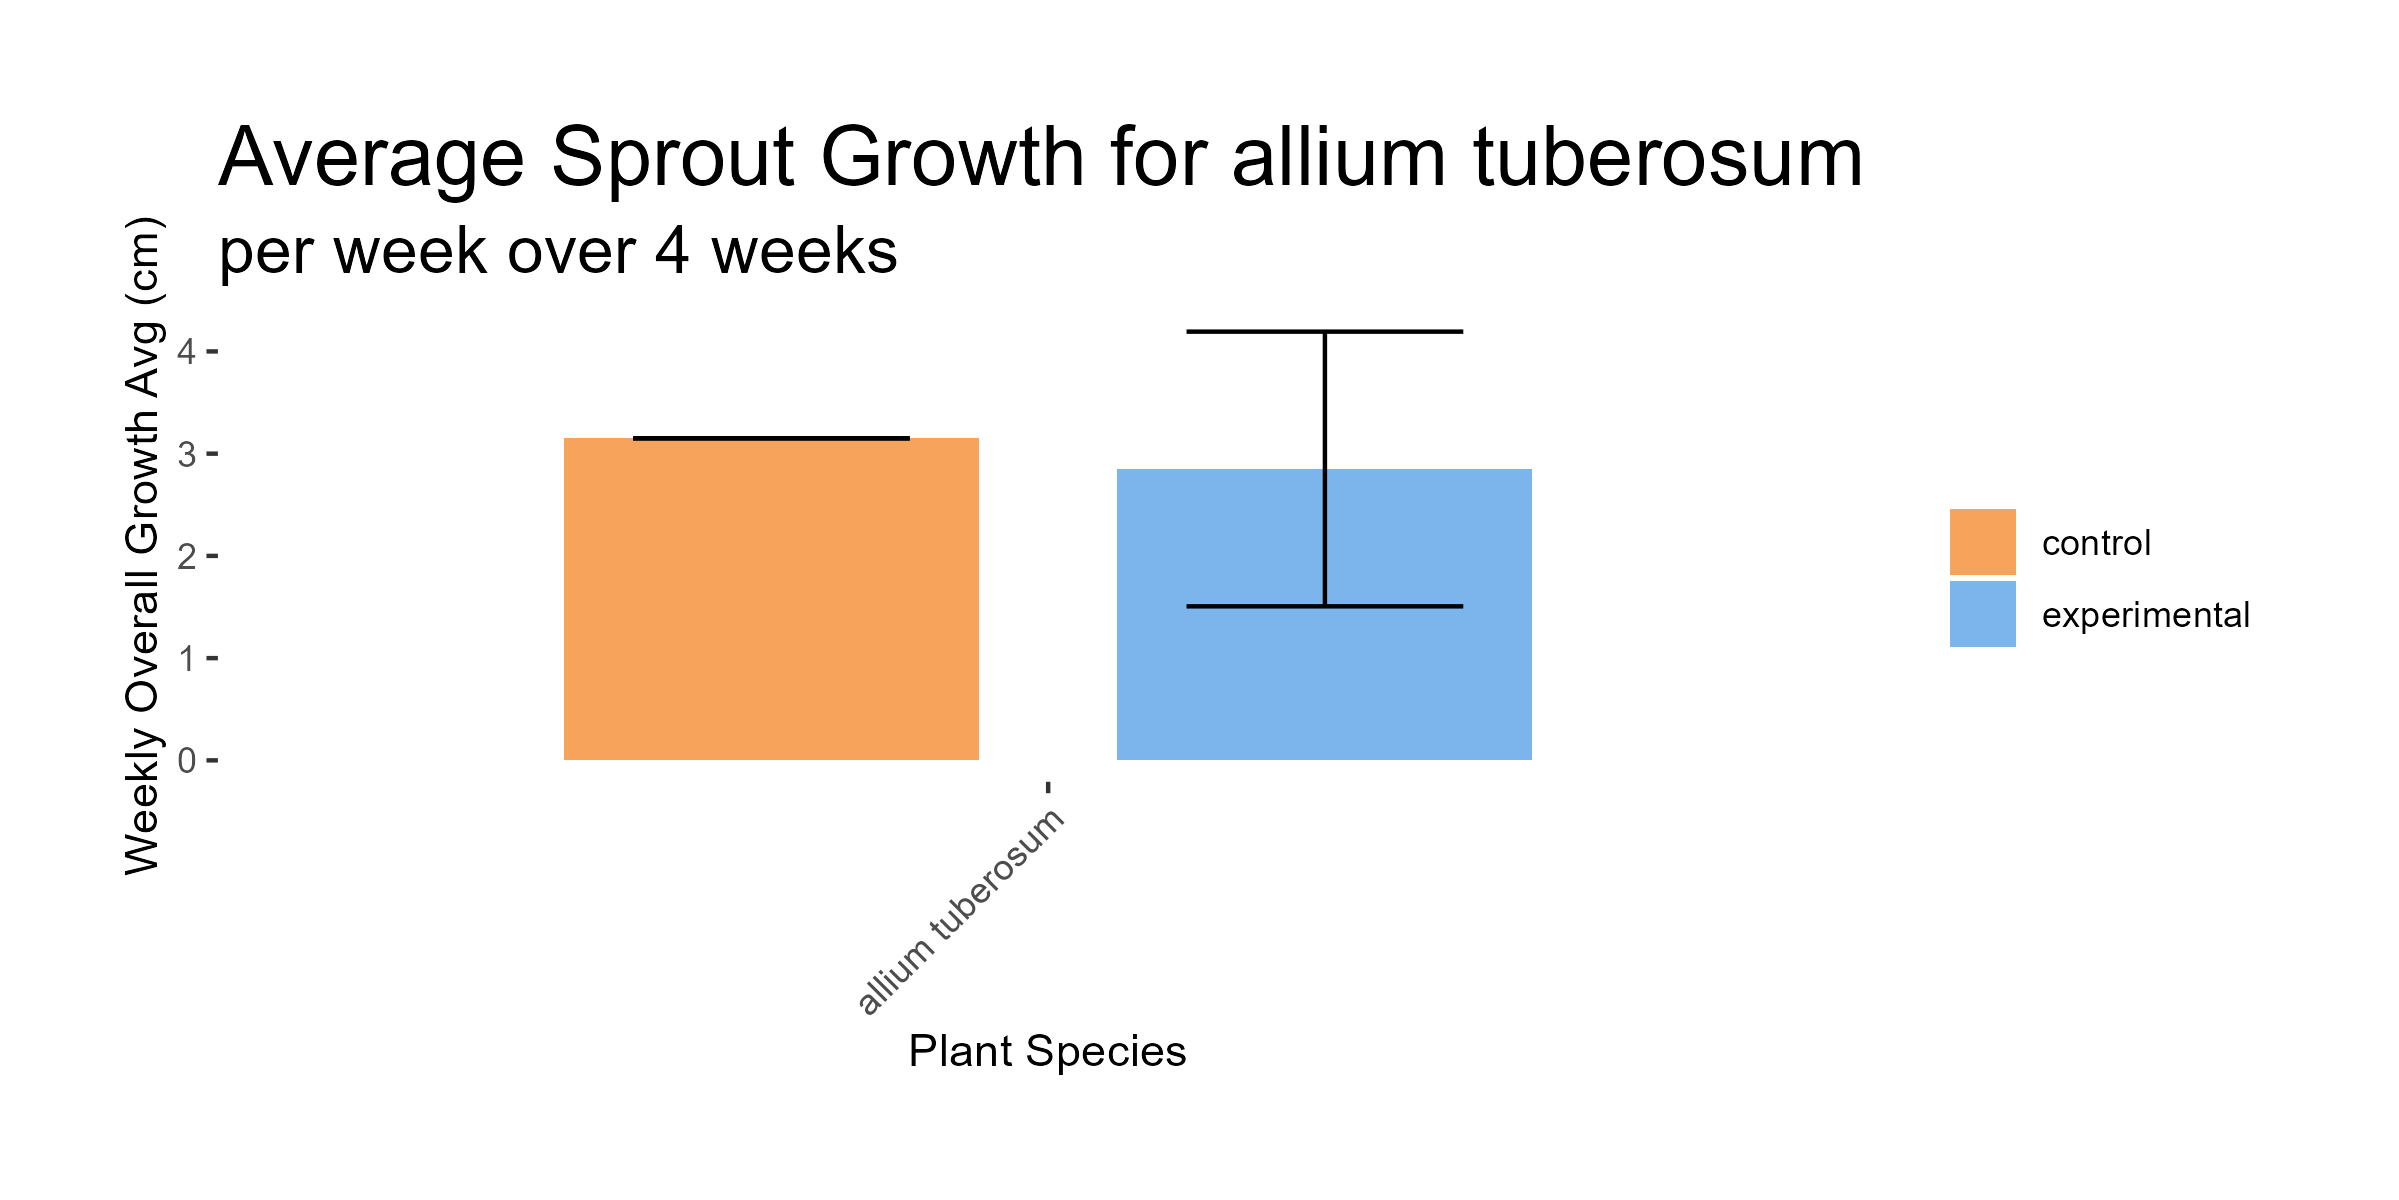 Average Sprout Growth for allium tuberosum
per week over 4 weeks
Weekly Overall Growth Avg (cm)
4
3
2
1
0
control
experimental
allium tuberosum
Plant Species